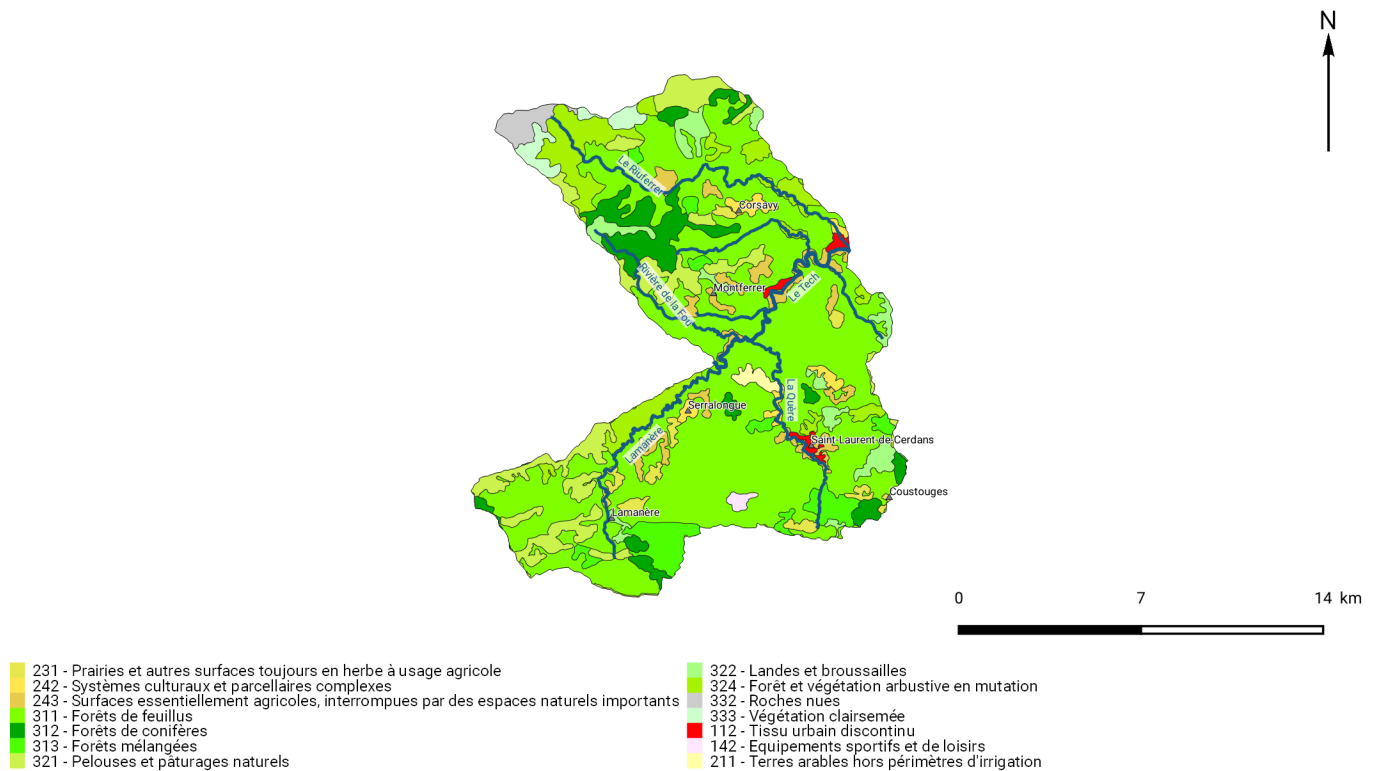 N
Le Riuferrer
Corsavy
Rivière de la Fou
Montferrer
Le Tech
La Quère
Serralongue
Saint-Laurent-de-Cerdans
Lamanère
Coustouges
Lamanère
0 7 14 km
231 - Prairies et autres surfaces toujours en herbe à usage agricole
242 - Systèmes culturaux et parcellaires complexes
243 - Surfaces essentiellement agricoles, interrompues par des espaces naturels importants
311 - Forêts de feuillus
312 - Forêts de conifères
313 - Forêts mélangées
321 - Pelouses et pâturages naturels
322 - Landes et broussailles
324 - Forêt et végétation arbustive en mutation
332 - Roches nues
333 - Végétation clairsemée
112 - Tissu urbain discontinu
142 - Equipements sportifs et de loisirs
211 - Terres arables hors périmètres d'irrigation